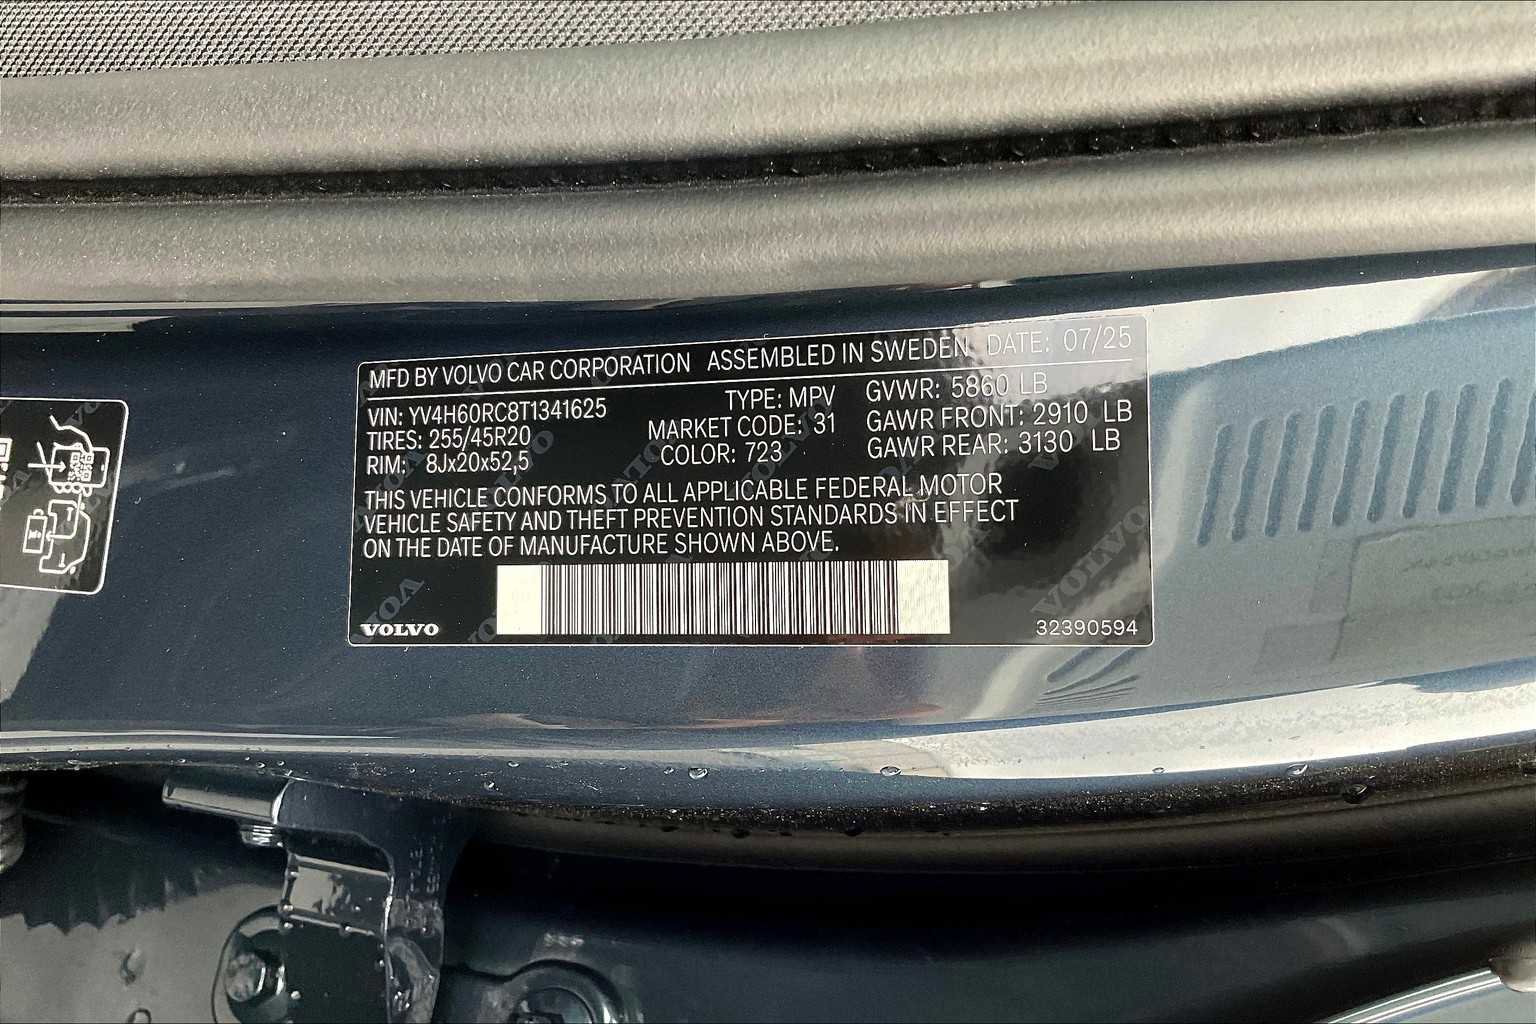 MFD BY VOLVO CAR CORPORATION ASSEMBLED IN SWEDEN DATE: 07/25
VIN: YV4H60RC8T1341625 TYPE: MPV GVWR: 5860 LB
TIRES: 255/45R20 MARKET CODE: 31 GAWR FRONT: 2910 LB
RIM: 8Jx20x52,5 COLOR: 723 GAWR REAR: 3130 LB
THIS VEHICLE CONFORMS TO ALL APPLICABLE FEDERAL MOTOR
VEHICLE SAFETY AND THEFT PREVENTION STANDARDS IN EFFECT
ON THE DATE OF MANUFACTURE SHOWN ABOVE.
VOLVO 32390594